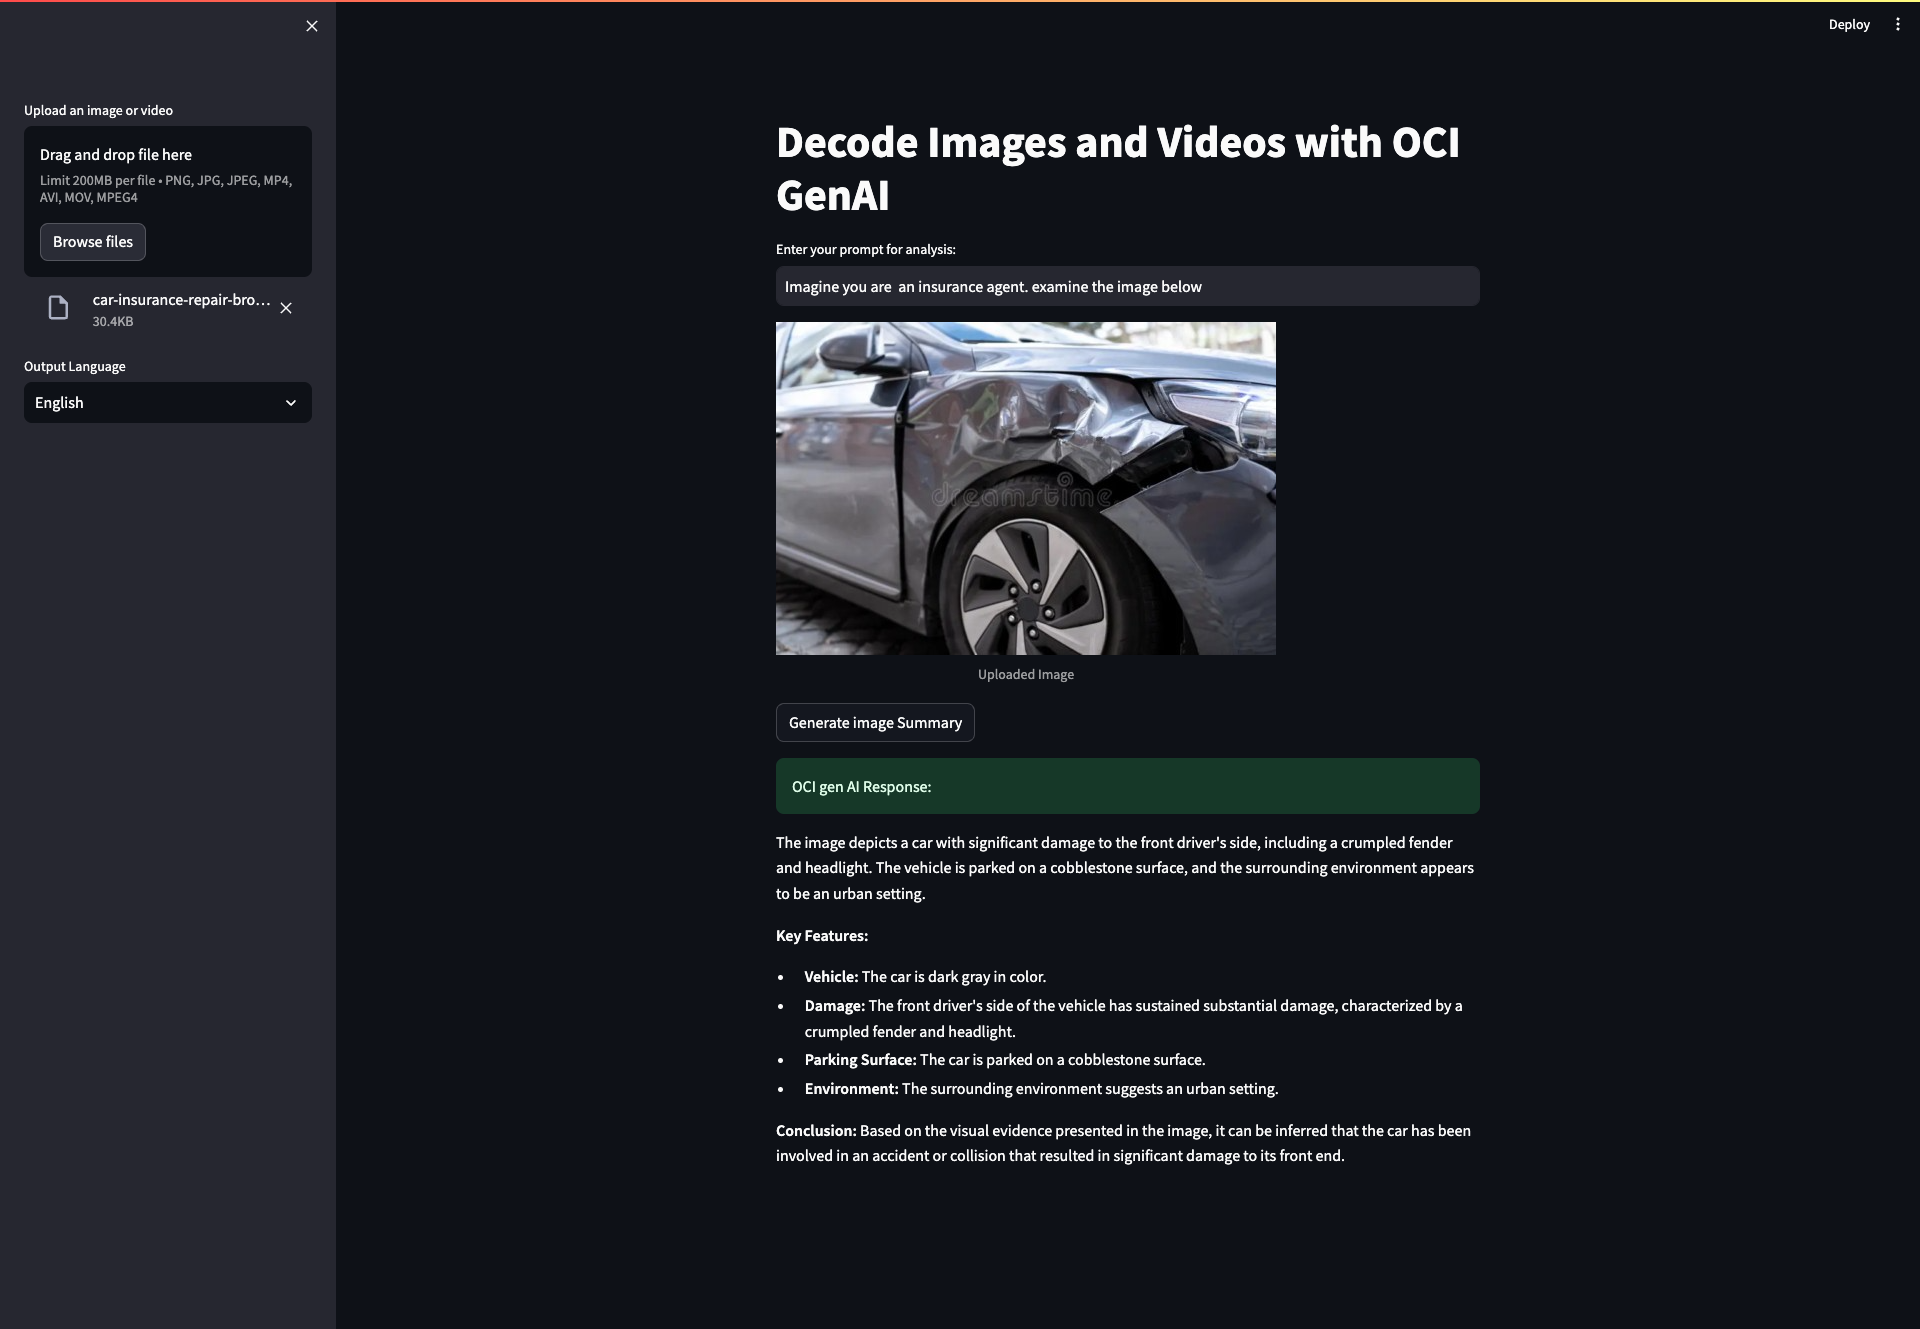 Deploy
Upload an image or video
Drag and drop file here
Limit 200MB per file • PNG, JPG, JPEG, MP4,
AVI, MOV, MPEG4
Browse files
car-insurance-repair-bro...
30.4KB
Output Language
English
Decode Images and Videos with OCI
GenAI
Enter your prompt for analysis:
Imagine you are  an insurance agent. examine the image below
dreamstime
Uploaded Image
Generate image Summary
OCI gen AI Response:
The image depicts a car with significant damage to the front driver's side, including a crumpled fender
and headlight. The vehicle is parked on a cobblestone surface, and the surrounding environment appears
to be an urban setting.
Key Features:
• Vehicle: The car is dark gray in color.
• Damage: The front driver's side of the vehicle has sustained substantial damage, characterized by a
crumpled fender and headlight.
• Parking Surface: The car is parked on a cobblestone surface.
• Environment: The surrounding environment suggests an urban setting.
Conclusion: Based on the visual evidence presented in the image, it can be inferred that the car has been
involved in an accident or collision that resulted in significant damage to its front end.